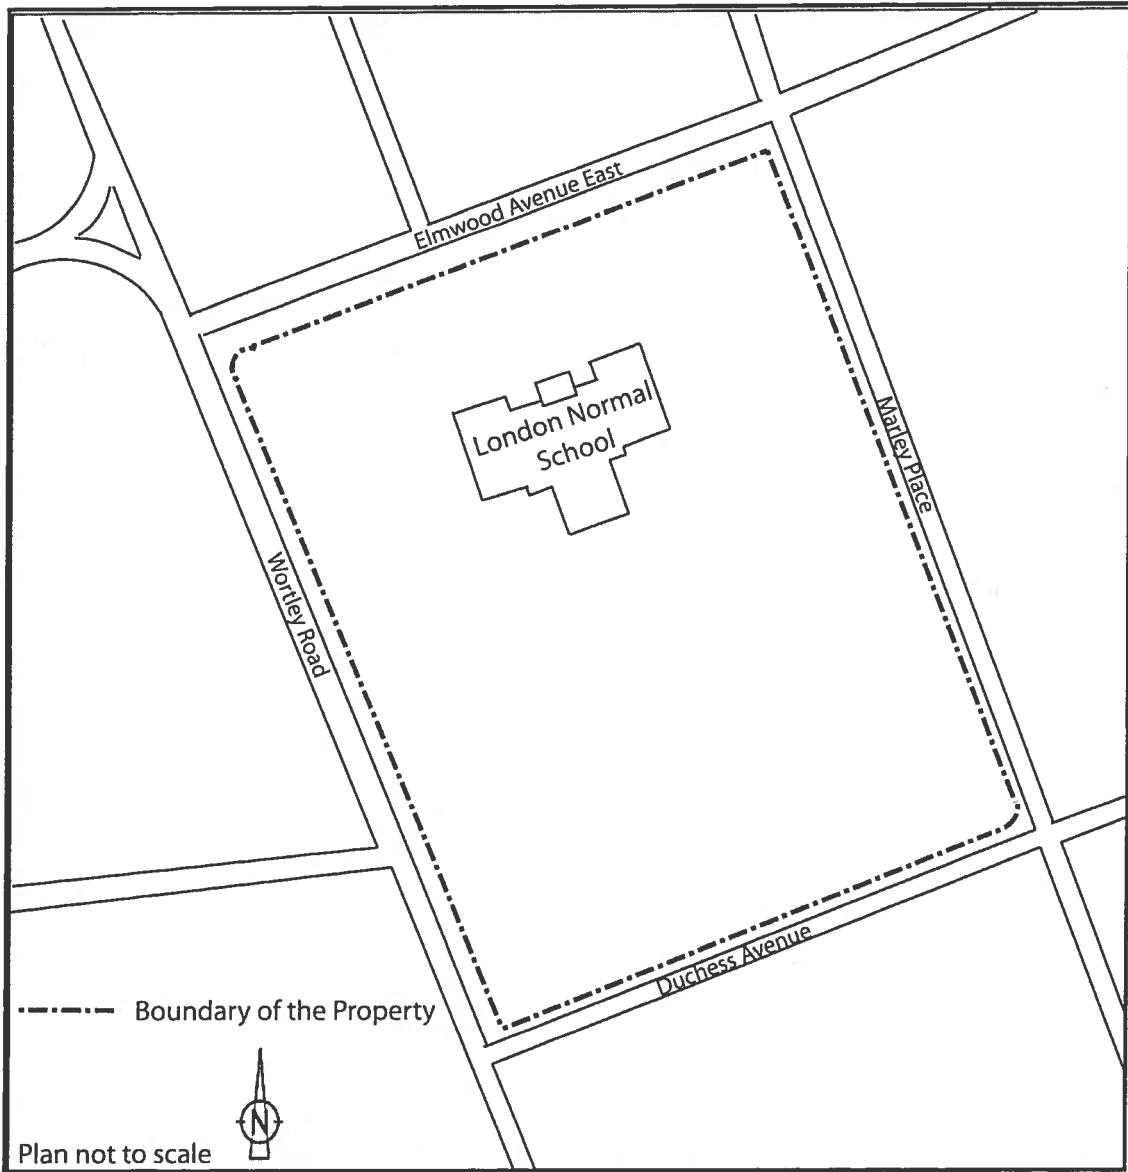 Elmwood Avenue East
London Normal
School
Marley Place
Wortley Road
Duchess Avenue
Boundary of the Property
N
Plan not to scale